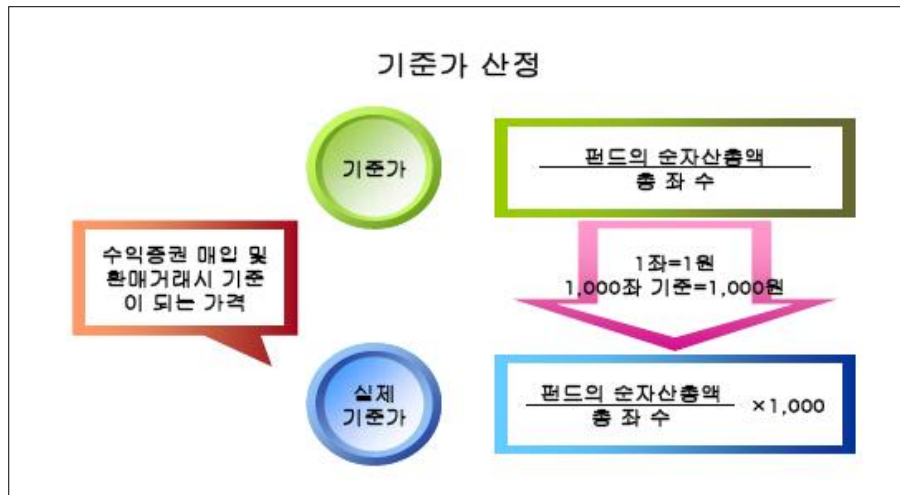 기준가 산정
기준가
펀드의 순자산총액
총 좌 수
수익증권 매입 및
환매거래시 기준
이 되는 가격
1좌=1원
1,000좌 기준=1,000원
실제
기준가
펀드의 순자산총액
총 좌 수
×1,000